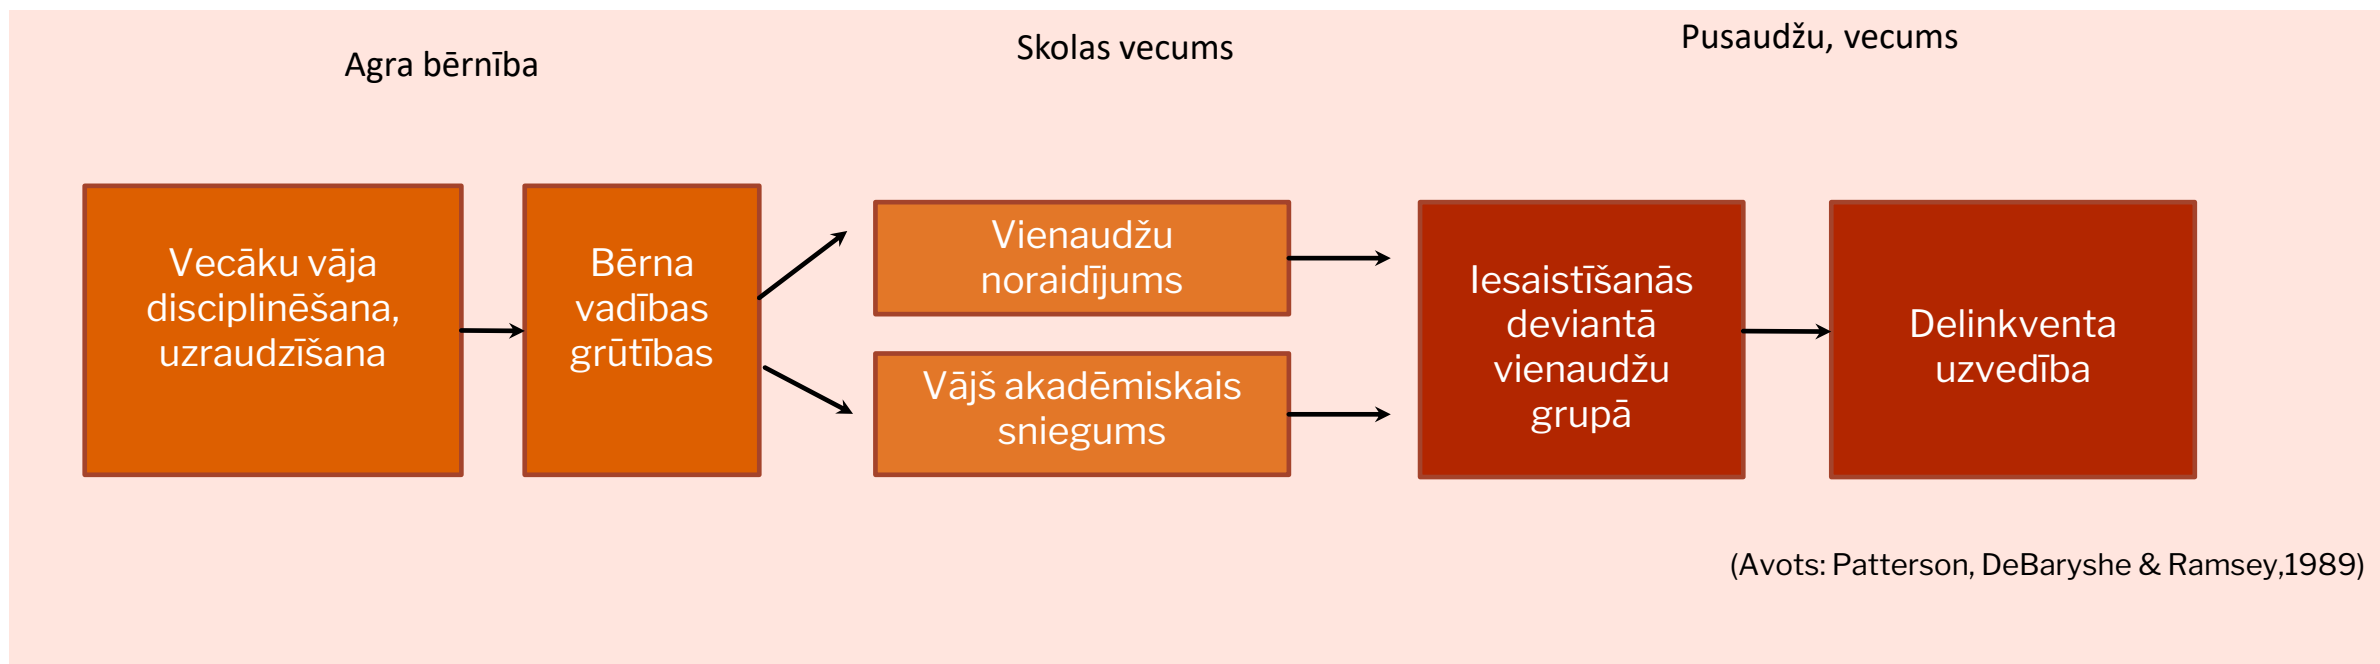 Agra bērnība
Skolas vecums
Pusaudžu, vecums
Vecāku vāja
disciplinēšana,
uzraudzīšana
Bērna
vadības
grūtības
Vienaudžu
noraidījums
Vājš akadēmiskais
sniegums
Iesaistīšanās
deviantā
vienaudžu
grupā
Delinkventa
uzvedība
(Avots: Patterson, DeBaryshe & Ramsey,1989)